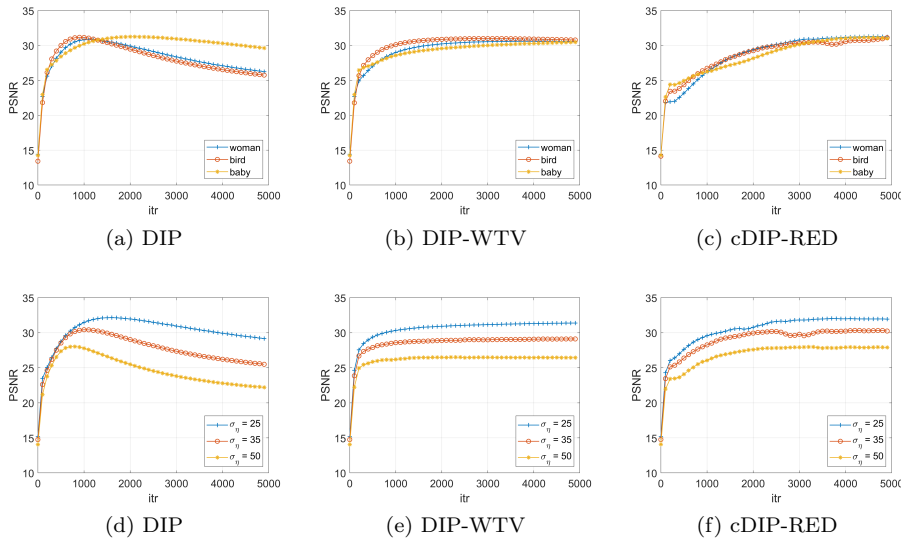 35
30
25
20
15
10
PSNR
woman
bird
baby
0 1000 2000 3000 4000 5000
itr
(a) DIP
35
30
25
20
15
10
PSNR
woman
bird
baby
0 1000 2000 3000 4000 5000
itr
(b) DIP-WTV
35
30
25
20
15
10
PSNR
woman
bird
baby
0 1000 2000 3000 4000 5000
itr
(c) cDIP-RED
35
30
25
20
15
10
PSNR
σ_η = 25
σ_η = 35
σ_η = 50
0 1000 2000 3000 4000 5000
itr
(d) DIP
35
30
25
20
15
10
PSNR
σ_η = 25
σ_η = 35
σ_η = 50
0 1000 2000 3000 4000 5000
itr
(e) DIP-WTV
35
30
25
20
15
10
PSNR
σ_η = 25
σ_η = 35
σ_η = 50
0 1000 2000 3000 4000 5000
itr
(f) cDIP-RED